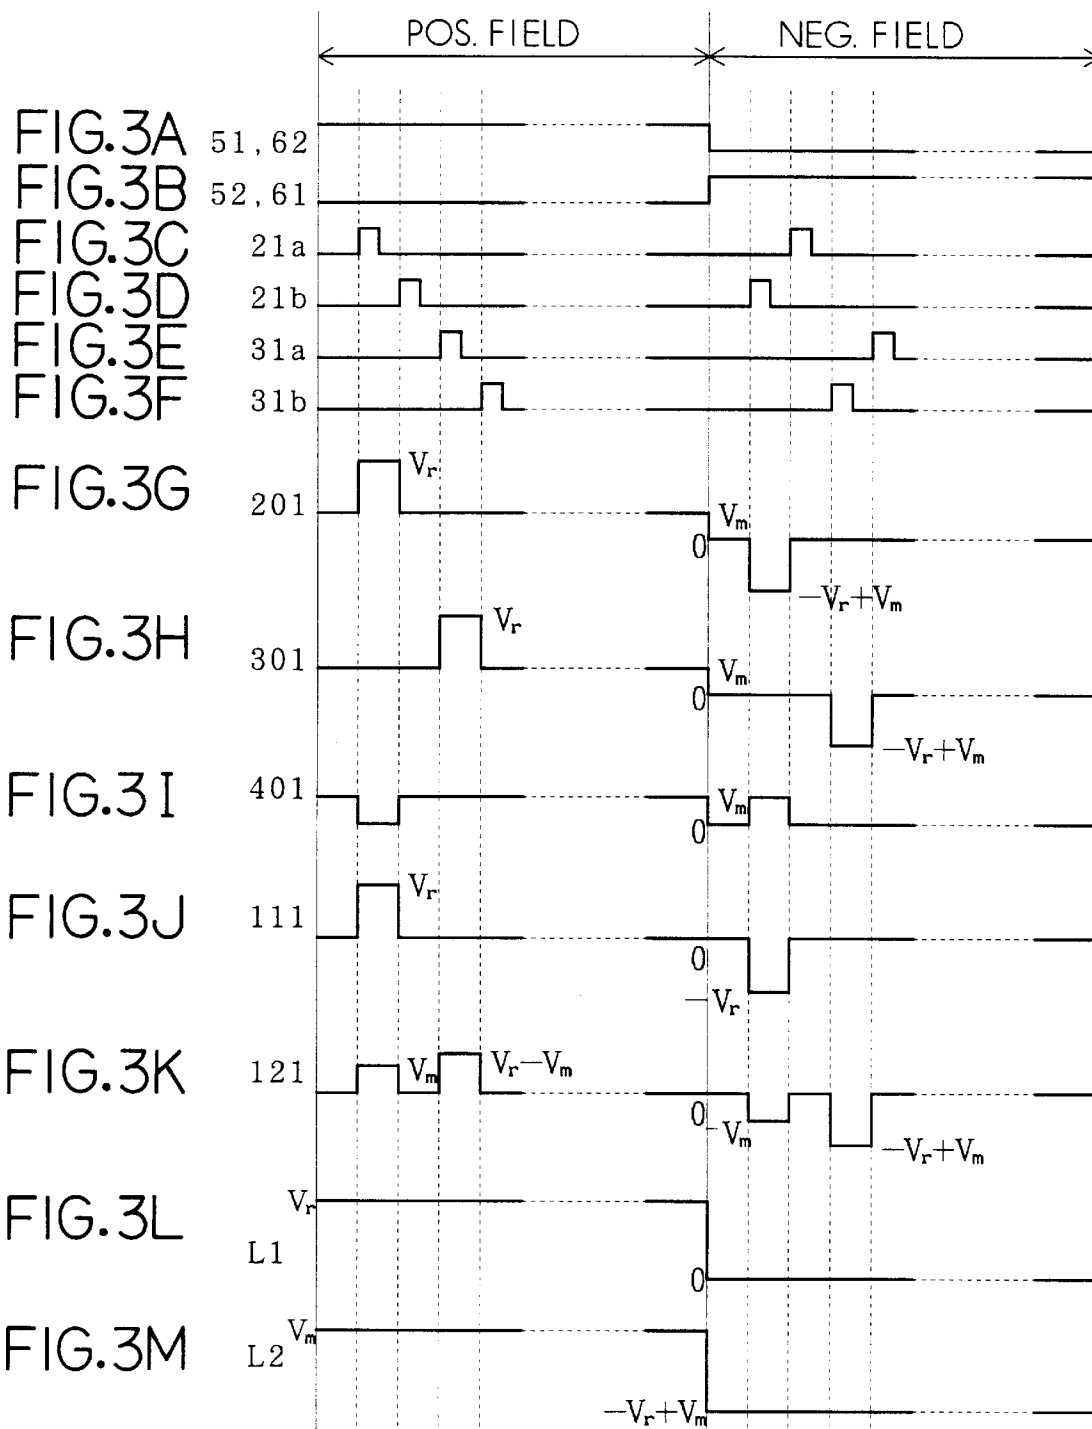 POS. FIELD NEG. FIELD
FIG.3A 51,62
FIG.3B 52,61
FIG.3C 21a
FIG.3D 21b
FIG.3E 31a
FIG.3F 31b
FIG.3G 201 Vr Vm 0 −Vr+Vm
FIG.3H 301 Vr Vm 0 −Vr+Vm
FIG.3I 401 Vm 0
FIG.3J 111 Vr 0 −Vr
FIG.3K 121 Vm Vr−Vm 0 −Vm −Vr+Vm
FIG.3L L1 Vr 0
FIG.3M L2 Vm −Vr+Vm